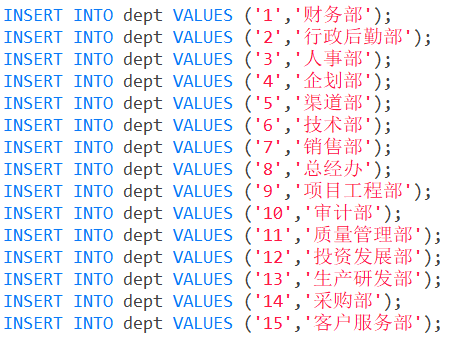 INSERT INTO dept VALUES ('1','财务部');
INSERT INTO dept VALUES ('2','行政后勤部');
INSERT INTO dept VALUES ('3','人事部');
INSERT INTO dept VALUES ('4','企划部');
INSERT INTO dept VALUES ('5','渠道部');
INSERT INTO dept VALUES ('6','技术部');
INSERT INTO dept VALUES ('7','销售部');
INSERT INTO dept VALUES ('8','总经办');
INSERT INTO dept VALUES ('9','项目工程部');
INSERT INTO dept VALUES ('10','审计部');
INSERT INTO dept VALUES ('11','质量管理部');
INSERT INTO dept VALUES ('12','投资发展部');
INSERT INTO dept VALUES ('13','生产研发部');
INSERT INTO dept VALUES ('14','采购部');
INSERT INTO dept VALUES ('15','客户服务部');